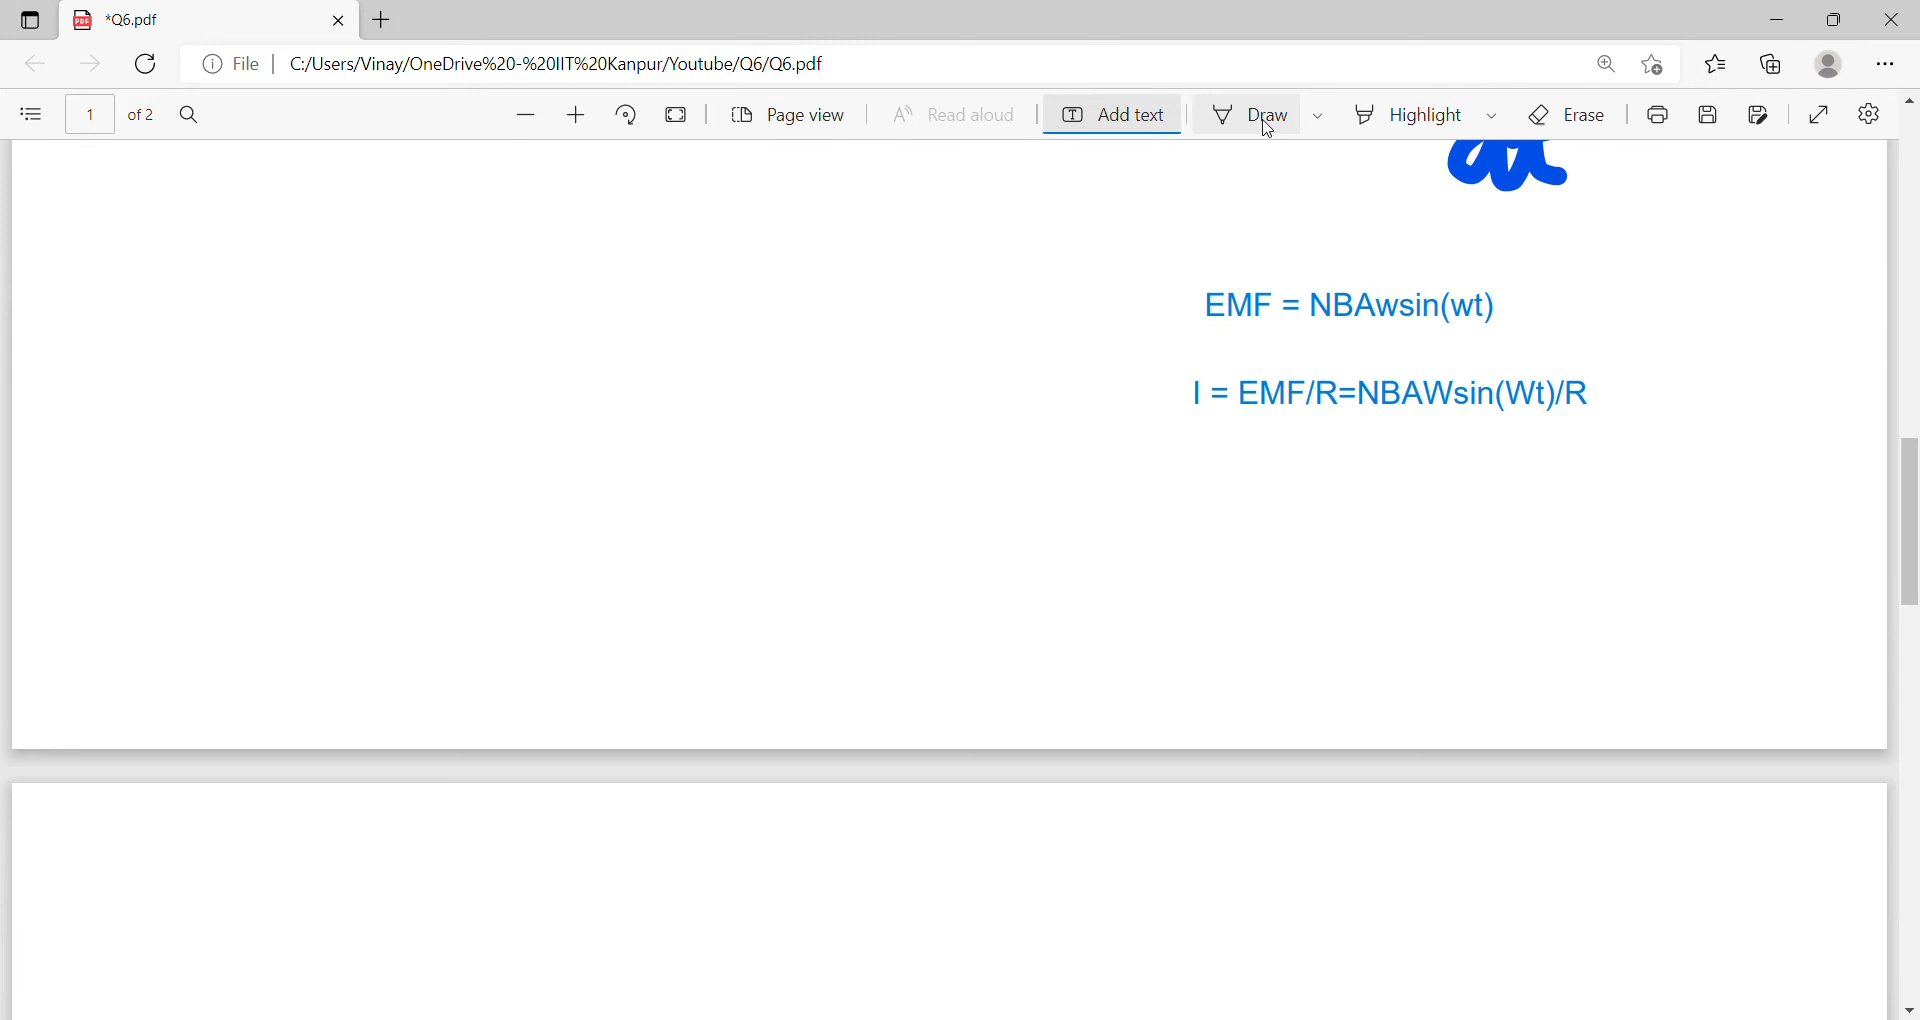 *Q6.pdf
File | C:/Users/Vinay/OneDrive%20-%20IIT%20Kanpur/Youtube/Q6/Q6.pdf
1 of 2 Page view Read aloud Add text Draw Highlight Erase
EMF = NBAwsin(wt)
I = EMF/R=NBAWsin(Wt)/R